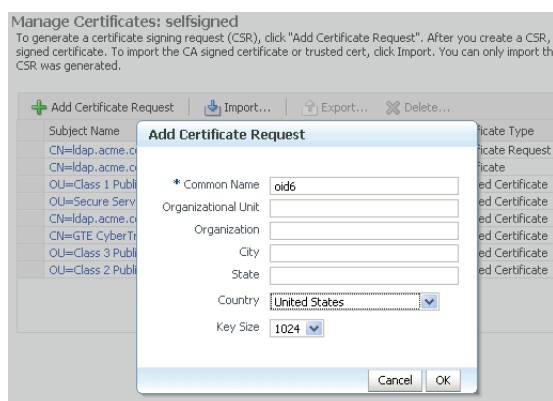 Manage Certificates: selfsigned
To generate a certificate signing request (CSR), click "Add Certificate Request". After you create a CSR,
signed certificate. To import the CA signed certificate or trusted cert, click Import. You can only import th
CSR was generated.
Add Certificate Request Import... Export... Delete...
Subject Name ficate Type
CN=ldap.acme.co ficate Request
CN=ldap.acme.co ficate
OU=Class 1 Publi ed Certificate
OU=Secure Serv ed Certificate
CN=ldap.acme.co ed Certificate
CN=GTE CyberTr ed Certificate
OU=Class 3 Publi ed Certificate
OU=Class 2 Publi ed Certificate
Add Certificate Request
* Common Name oid6
Organizational Unit
Organization
City
State
Country United States
Key Size 1024
Cancel OK